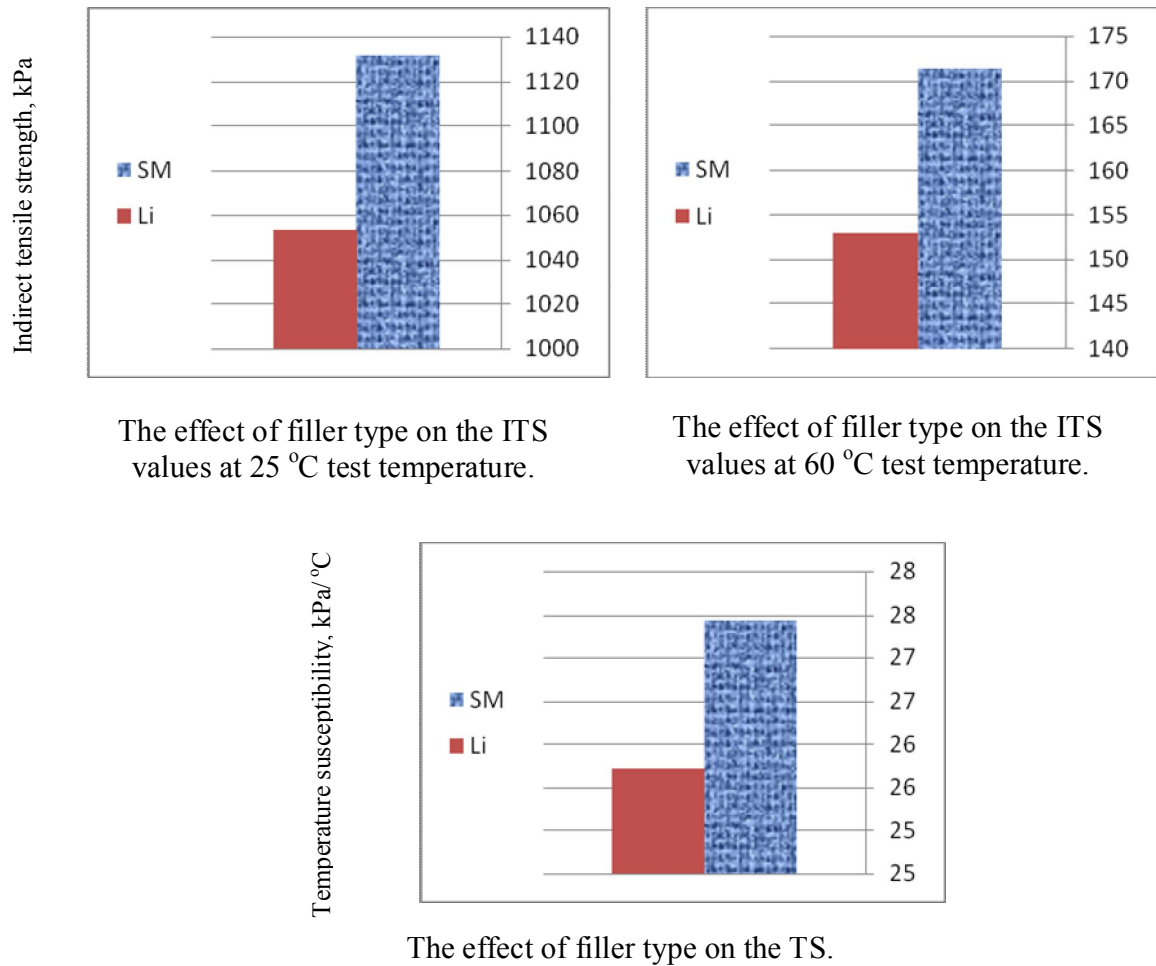 Indirect tensile strength, kPa
SM
Li
1140
1120
1100
1080
1060
1040
1020
1000
SM
Li
175
170
165
160
155
150
145
140
The effect of filler type on the ITS
values at 25 °C test temperature.
The effect of filler type on the ITS
values at 60 °C test temperature.
Temperature susceptibility, kPa/ °C
SM
Li
28
28
27
27
26
26
25
25
The effect of filler type on the TS.